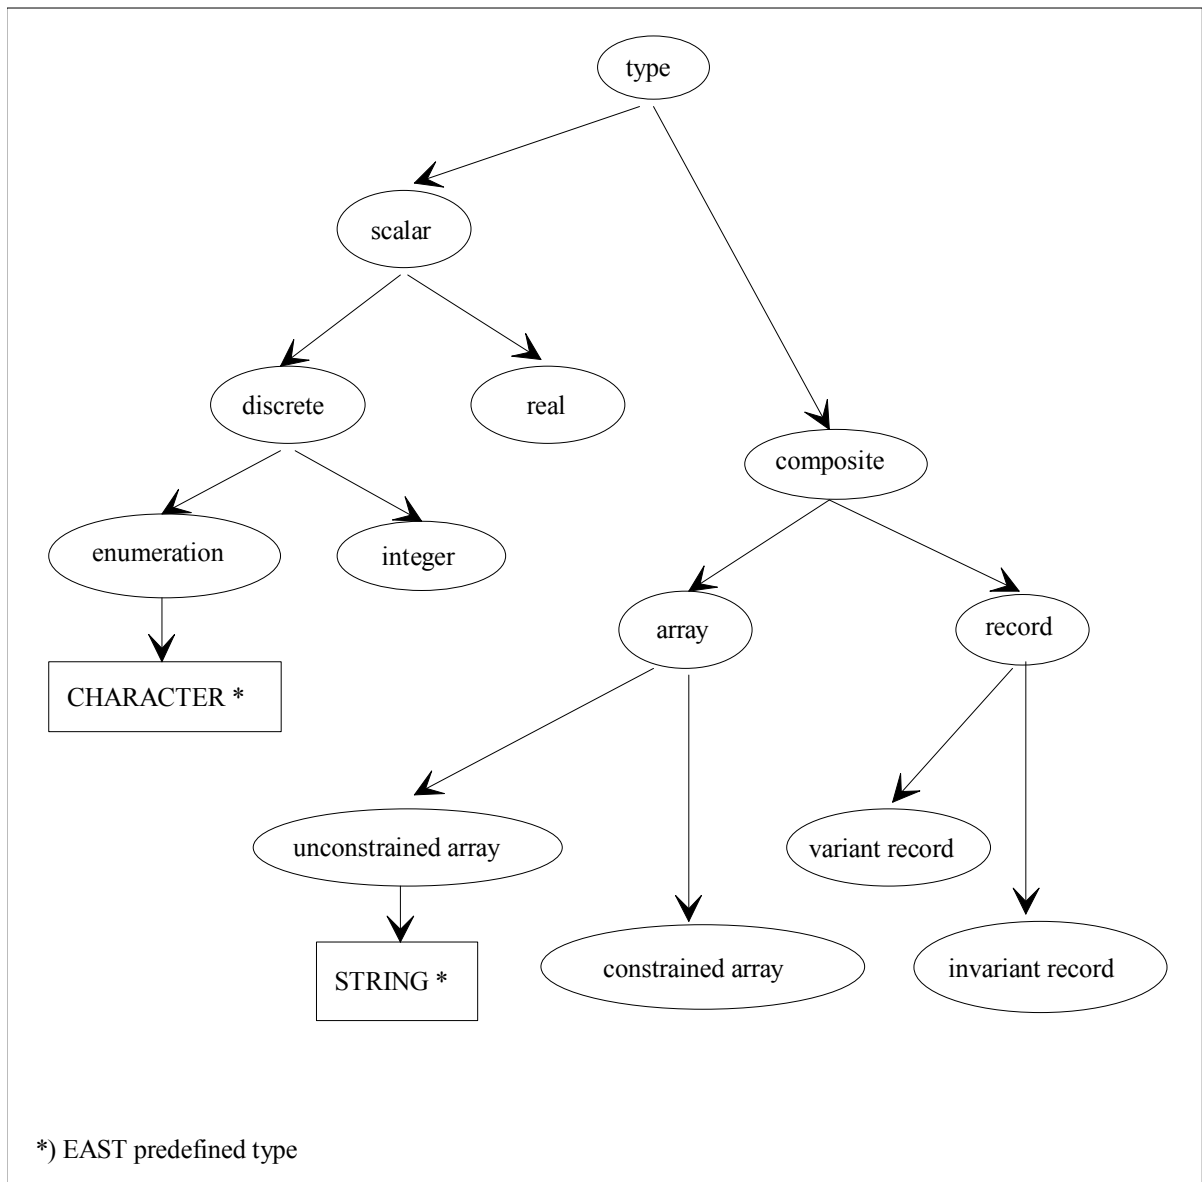 type
scalar
discrete
real
composite
enumeration
integer
array
record
CHARACTER *
unconstrained array
variant record
STRING *
constrained array
invariant record
*) EAST predefined type